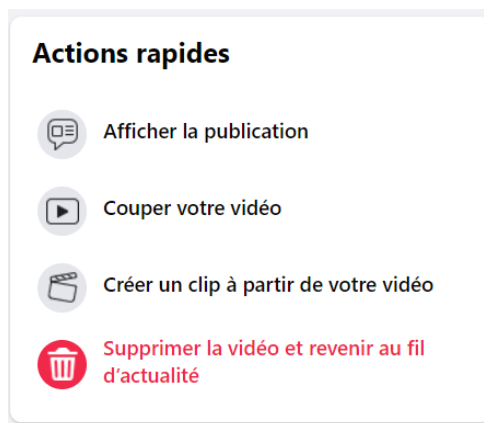 Actions rapides
Afficher la publication
Couper votre vidéo
Créer un clip à partir de votre vidéo
Supprimer la vidéo et revenir au fil
d’actualité